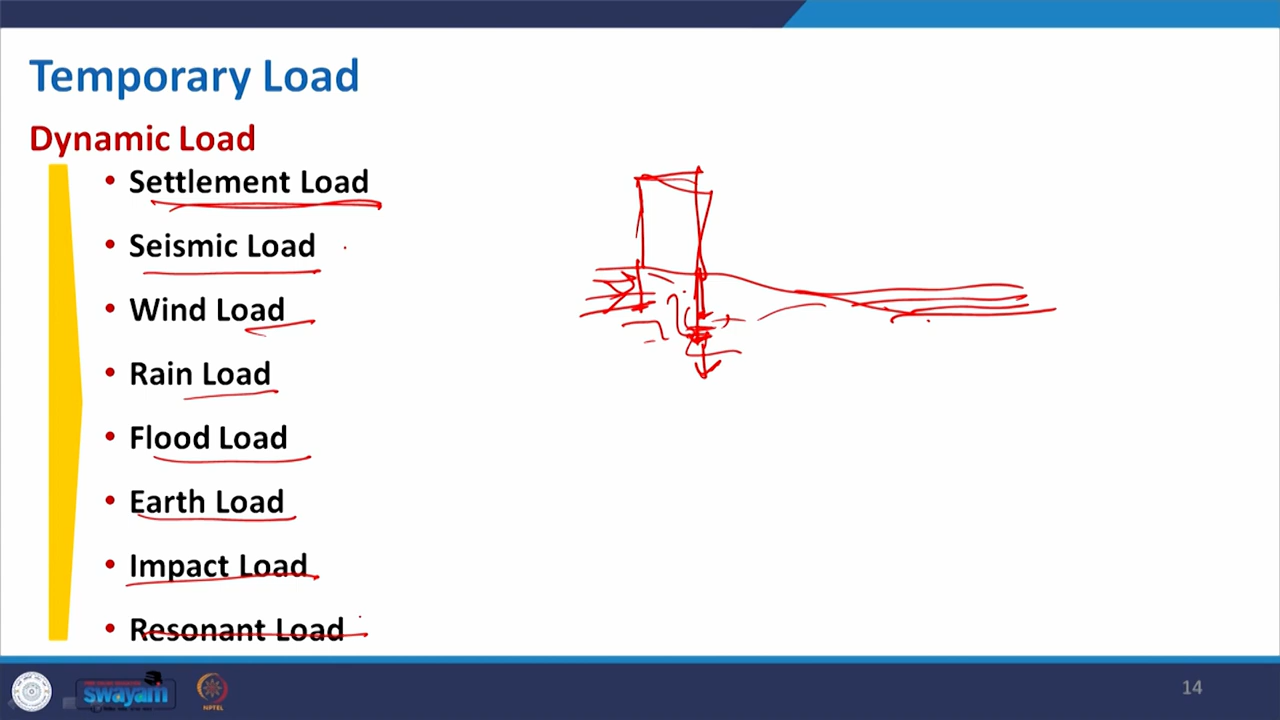 Temporary Load
Dynamic Load
• Settlement Load
• Seismic Load
• Wind Load
• Rain Load
• Flood Load
• Earth Load
• Impact Load
• Resonant Load
swayam
NPTEL
14